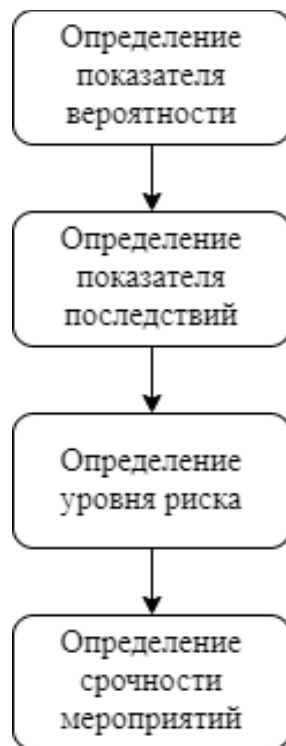 Определение
показателя
вероятности
Определение
показателя
последствий
Определение
уровня риска
Определение
срочности
мероприятий